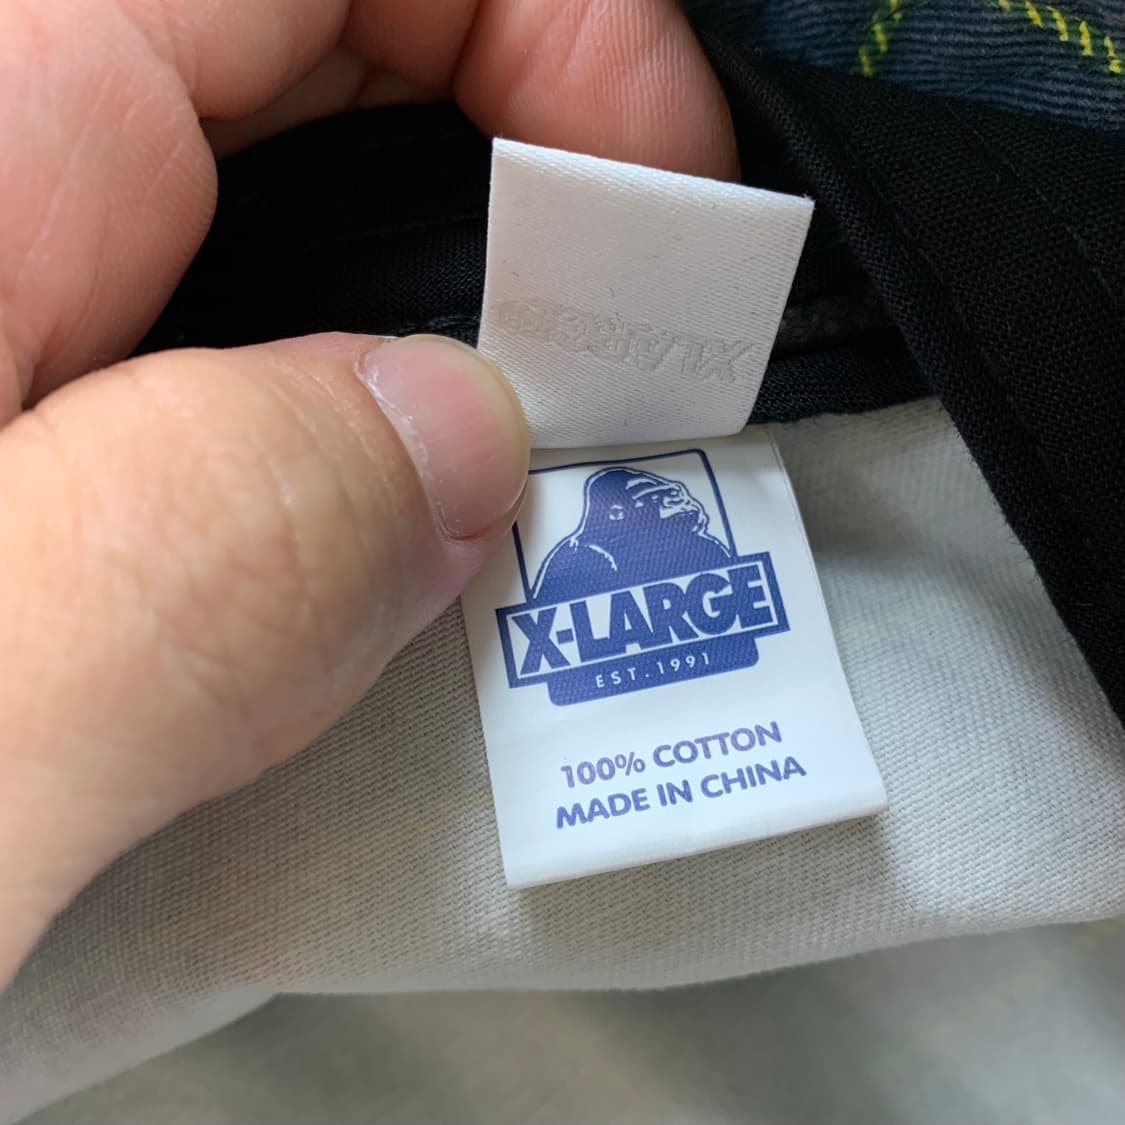 X-LARGE
EST.1991
100% COTTON
MADE IN CHINA